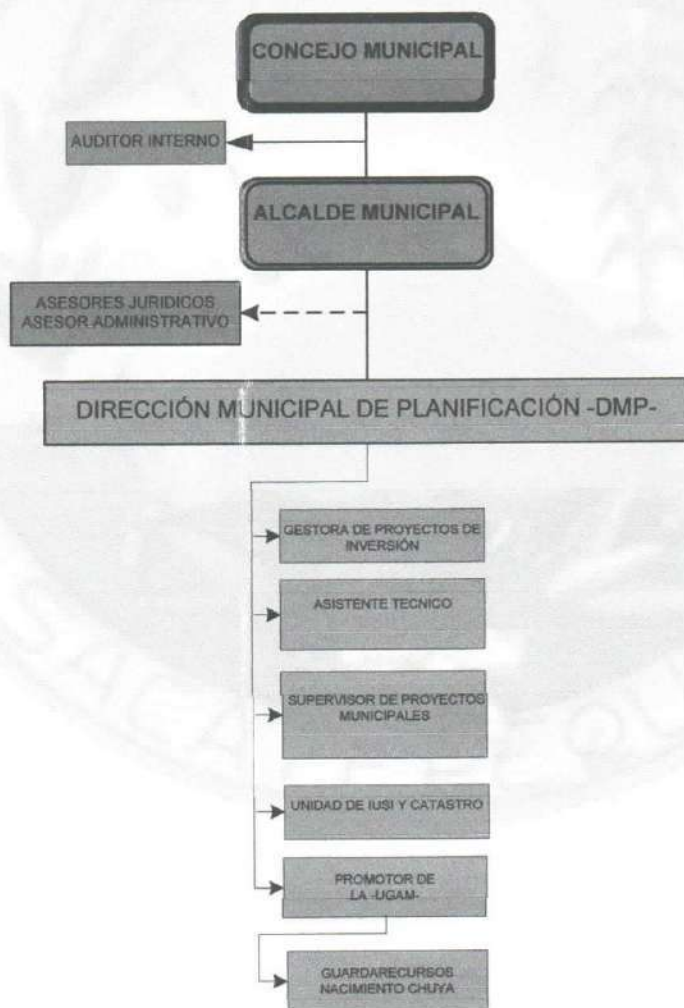 CONCEJO MUNICIPAL
AUDITOR INTERNO
ALCALDE MUNICIPAL
ASESORES JURIDICOS
ASESOR ADMINISTRATIVO
DIRECCIÓN MUNICIPAL DE PLANIFICACIÓN -DMP-
GESTORA DE PROYECTOS DE
INVERSIÓN
ASISTENTE TECNICO
SUPERVISOR DE PROYECTOS
MUNICIPALES
UNIDAD DE IUSI Y CATASTRO
PROMOTOR DE
LA -UGAM-
GUARDARECURSOS
NACIMIENTO CHUYA